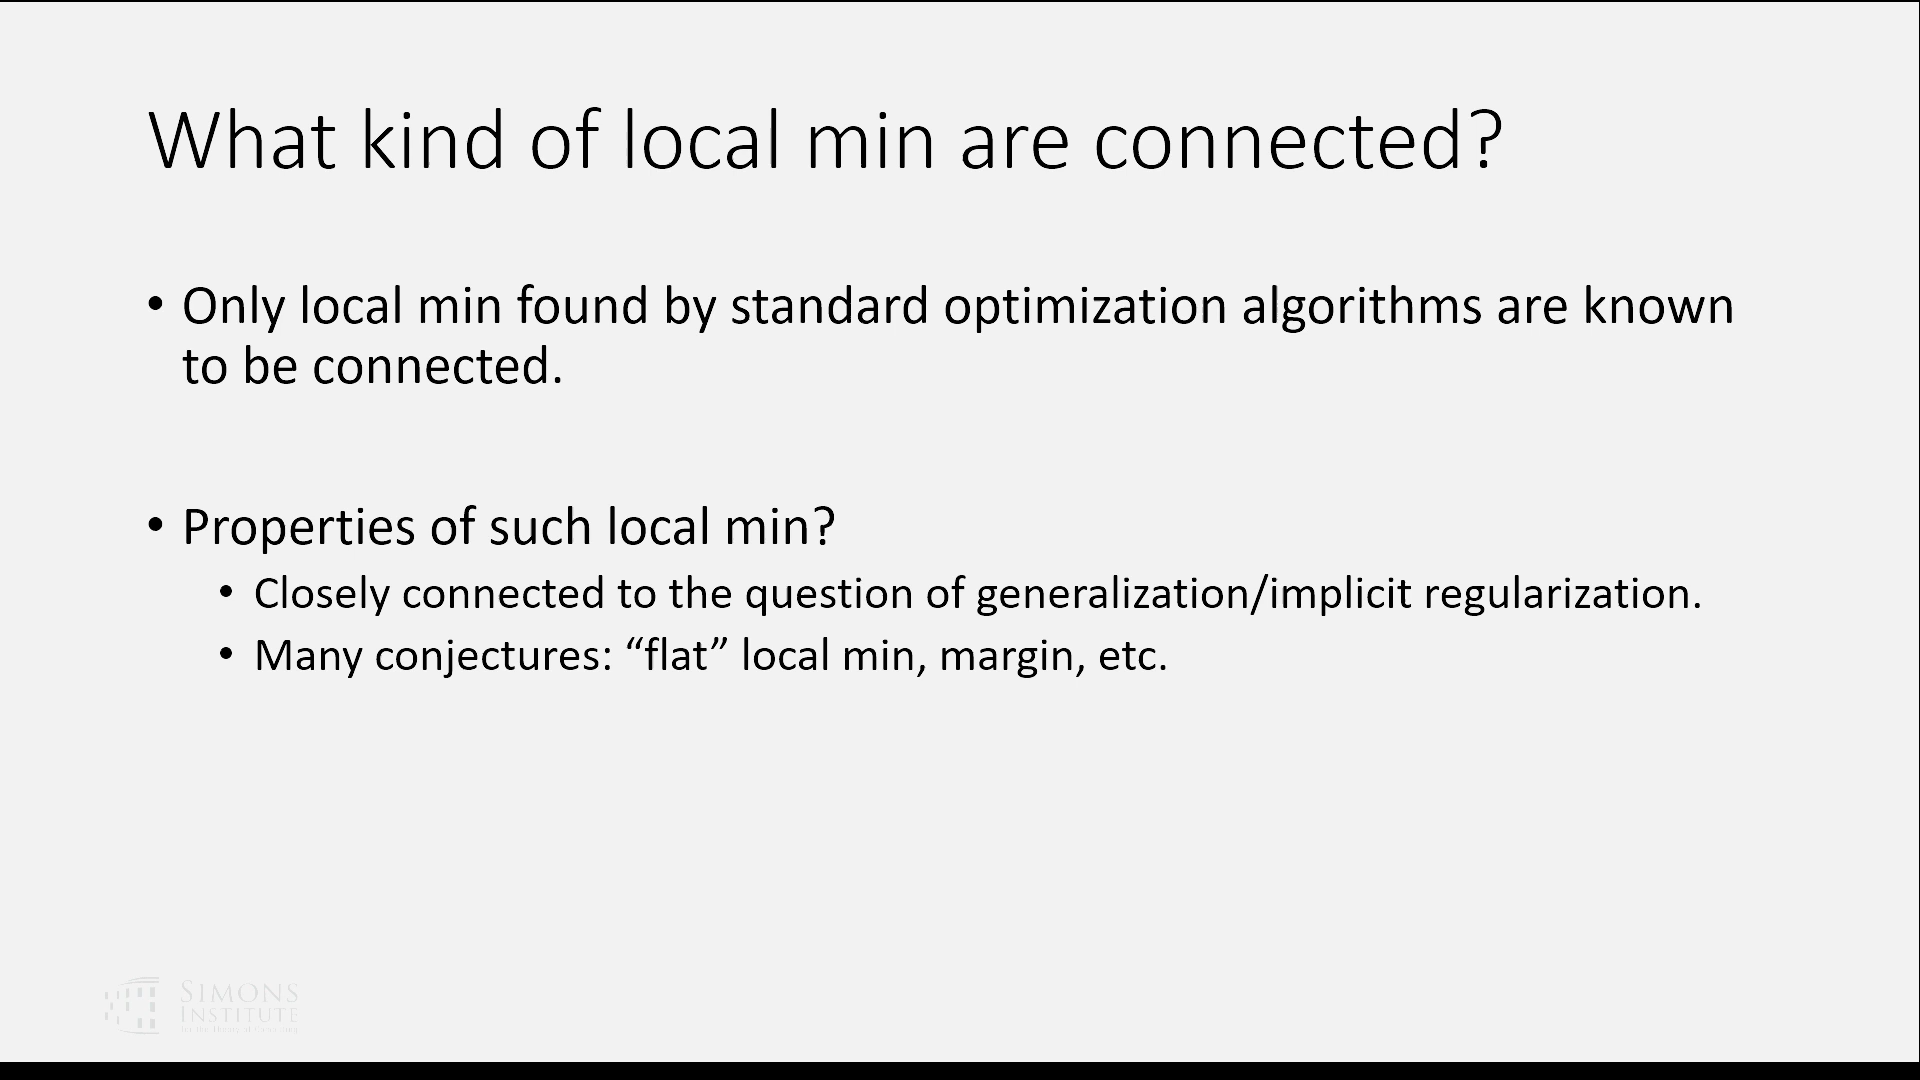 What kind of local min are connected?
• Only local min found by standard optimization algorithms are known
to be connected.
• Properties of such local min?
• Closely connected to the question of generalization/implicit regularization.
• Many conjectures: “flat” local min, margin, etc.
SIMONS
INSTITUTE